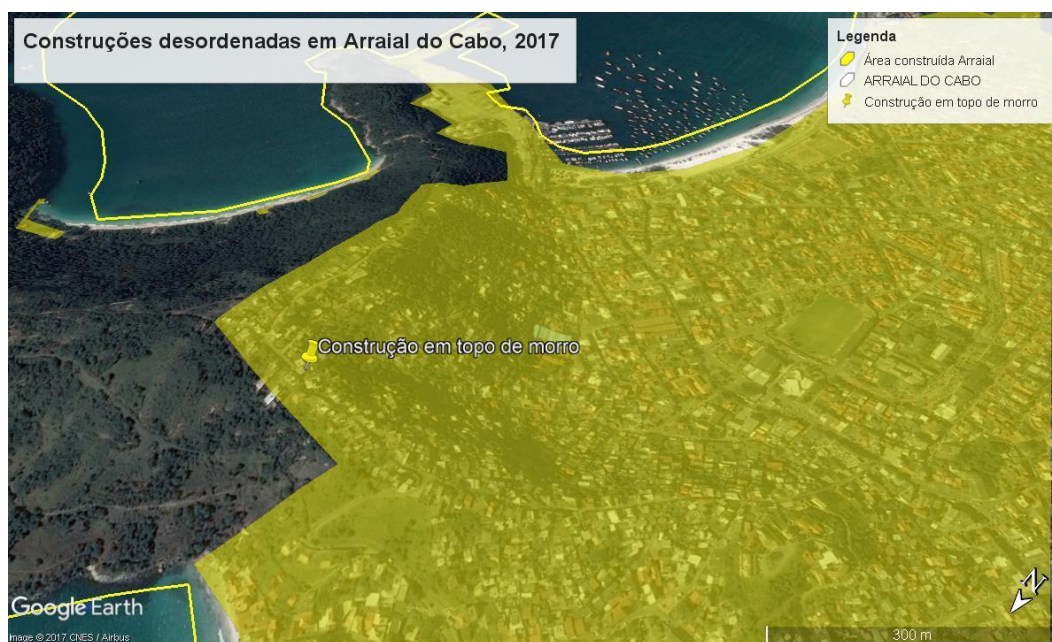 Construções desordenadas em Arraial do Cabo, 2017
Legenda
Área construída Arraial
ARRAIAL DO CABO
Construção em topo de morro
Construção em topo de morro
Google Earth
Image © 2017 CNES / Airbus
300 m
N